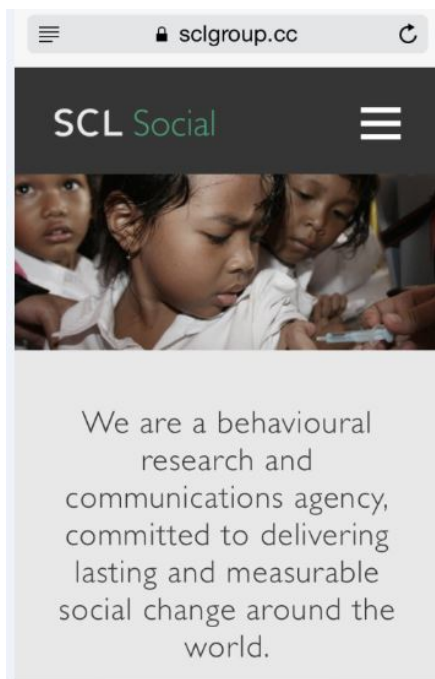 sclgroup.cc
SCL Social
We are a behavioural
research and
communications agency,
committed to delivering
lasting and measurable
social change around the
world.